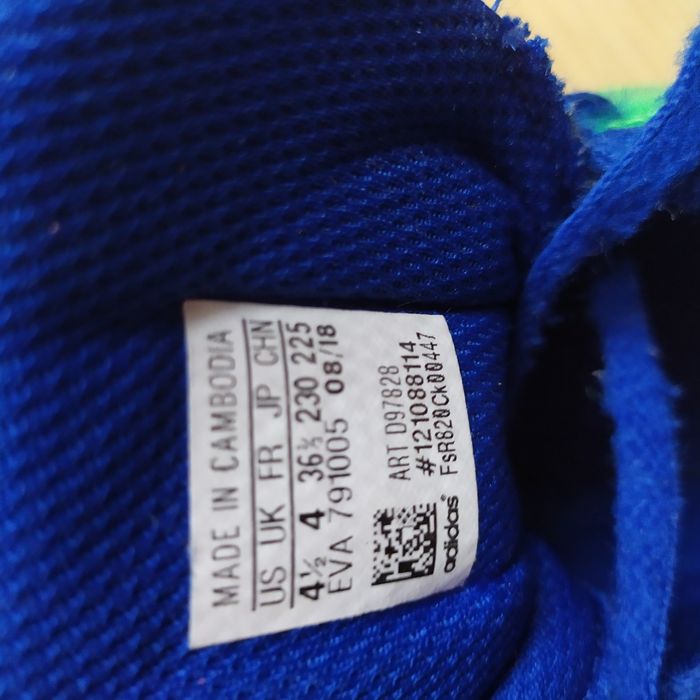 MADE IN CAMBODIA
US UK FR JP CHN
4½ 4 36⅔ 230 225
EVA 791005 08/18
ART D97828
#121088114
FsR820Ck00447
adidas®